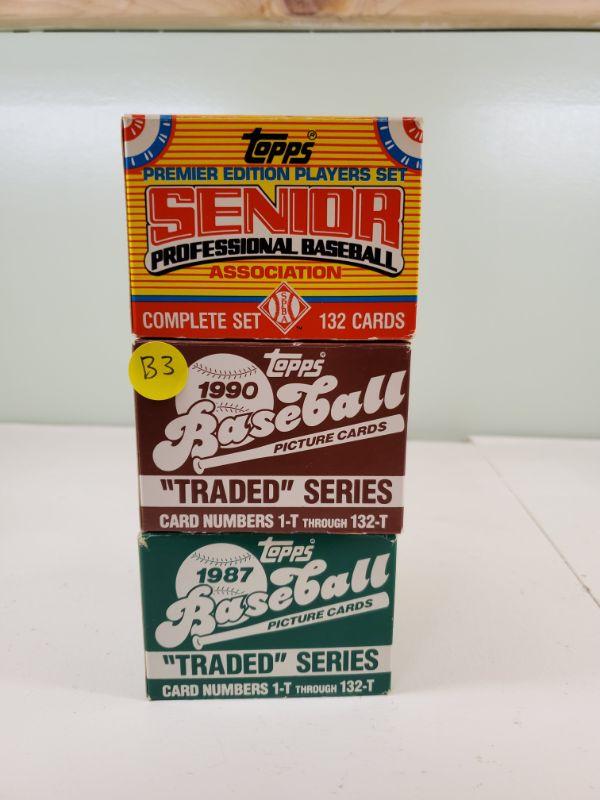 Topps®
PREMIER EDITION PLAYERS SET
SENIOR
PROFESSIONAL BASEBALL
ASSOCIATION
SPBA
™
COMPLETE SET 132 CARDS
B3
Topps®
1990
Baseball
PICTURE CARDS
"TRADED" SERIES
CARD NUMBERS 1-T THROUGH 132-T
Topps®
1987
Baseball
PICTURE CARDS
"TRADED" SERIES
CARD NUMBERS 1-T THROUGH 132-T